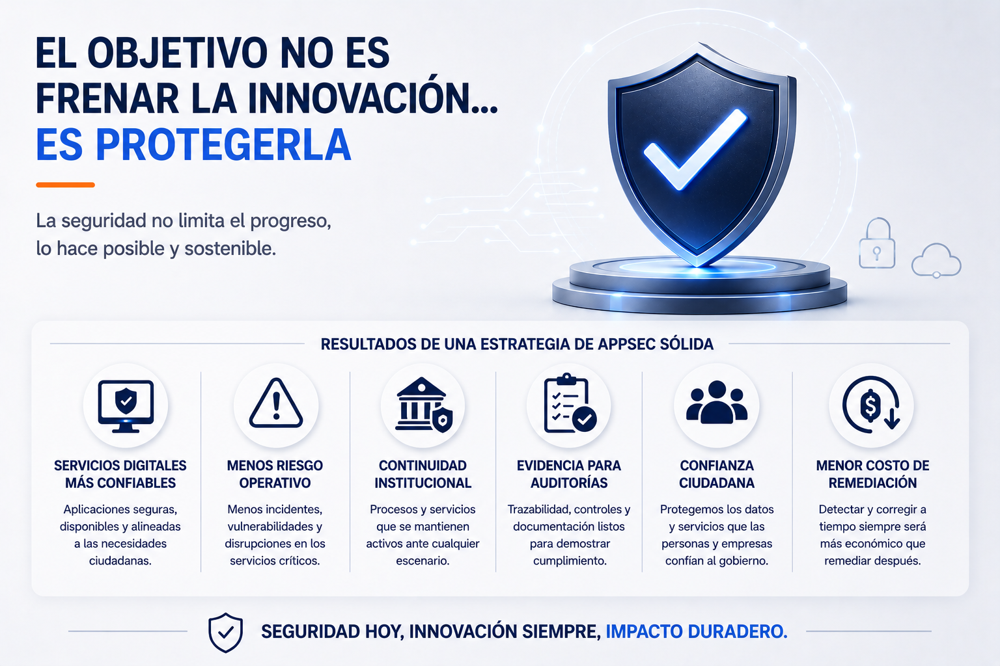 EL OBJETIVO NO ES
FRENAR LA INNOVACIÓN...
ES PROTEGERLA
La seguridad no limita el progreso,
lo hace posible y sostenible.
RESULTADOS DE UNA ESTRATEGIA DE APPSEC SÓLIDA
SERVICIOS DIGITALES
MÁS CONFIABLES
Aplicaciones seguras,
disponibles y alineadas
a las necesidades
ciudadanas.
MENOS RIESGO
OPERATIVO
Menos incidentes,
vulnerabilidades y
disrupciones en los
servicios críticos.
CONTINUIDAD
INSTITUCIONAL
Procesos y servicios
que se mantienen
activos ante cualquier
escenario.
EVIDENCIA PARA
AUDITORÍAS
Trazabilidad, controles y
documentación listos
para demostrar
cumplimiento.
CONFIANZA
CIUDADANA
Protegemos los datos
y servicios que las
personas y empresas
confían al gobierno.
$
MENOR COSTO DE
REMEDIACIÓN
Detectar y corregir a
tiempo siempre será
más económico que
remediar después.
SEGURIDAD HOY, INNOVACIÓN SIEMPRE, IMPACTO DURADERO.